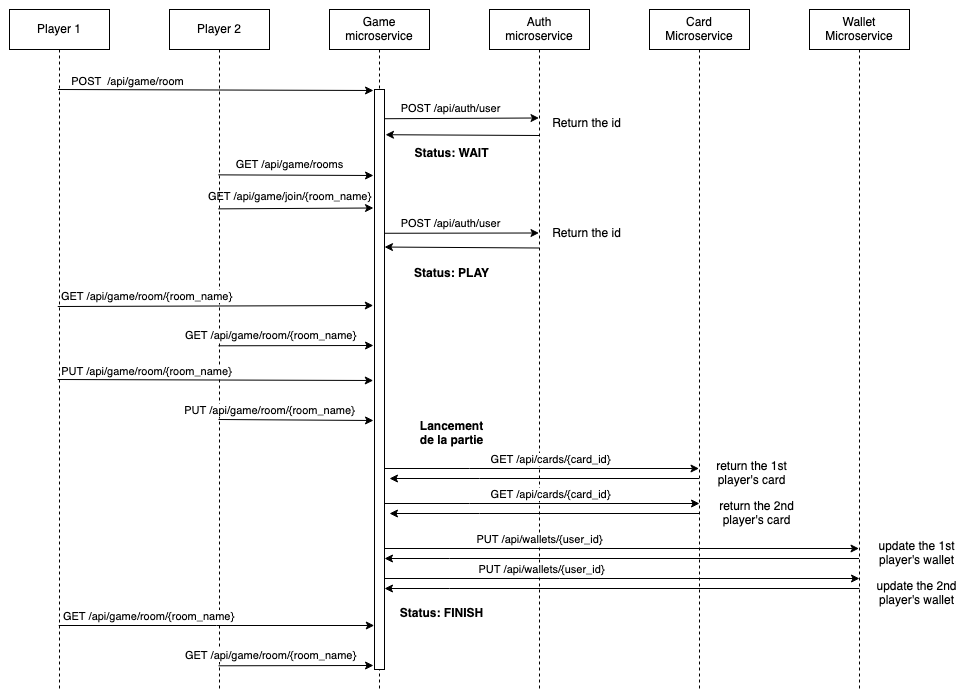 Player 1
Player 2
Game
microservice
Auth
microservice
Card
Microservice
Wallet
Microservice
POST  /api/game/room
POST /api/auth/user
Return the id
Status: WAIT
GET /api/game/rooms
GET /api/game/join/{room_name}
POST /api/auth/user
Return the id
Status: PLAY
GET /api/game/room/{room_name}
GET /api/game/room/{room_name}
PUT /api/game/room/{room_name}
PUT /api/game/room/{room_name}
Lancement
de la partie
GET /api/cards/{card_id}
return the 1st
player's card
GET /api/cards/{card_id}
return the 2nd
player's card
PUT /api/wallets/{user_id}
update the 1st
player's wallet
PUT /api/wallets/{user_id}
update the 2nd
player's wallet
Status: FINISH
GET /api/game/room/{room_name}
GET /api/game/room/{room_name}